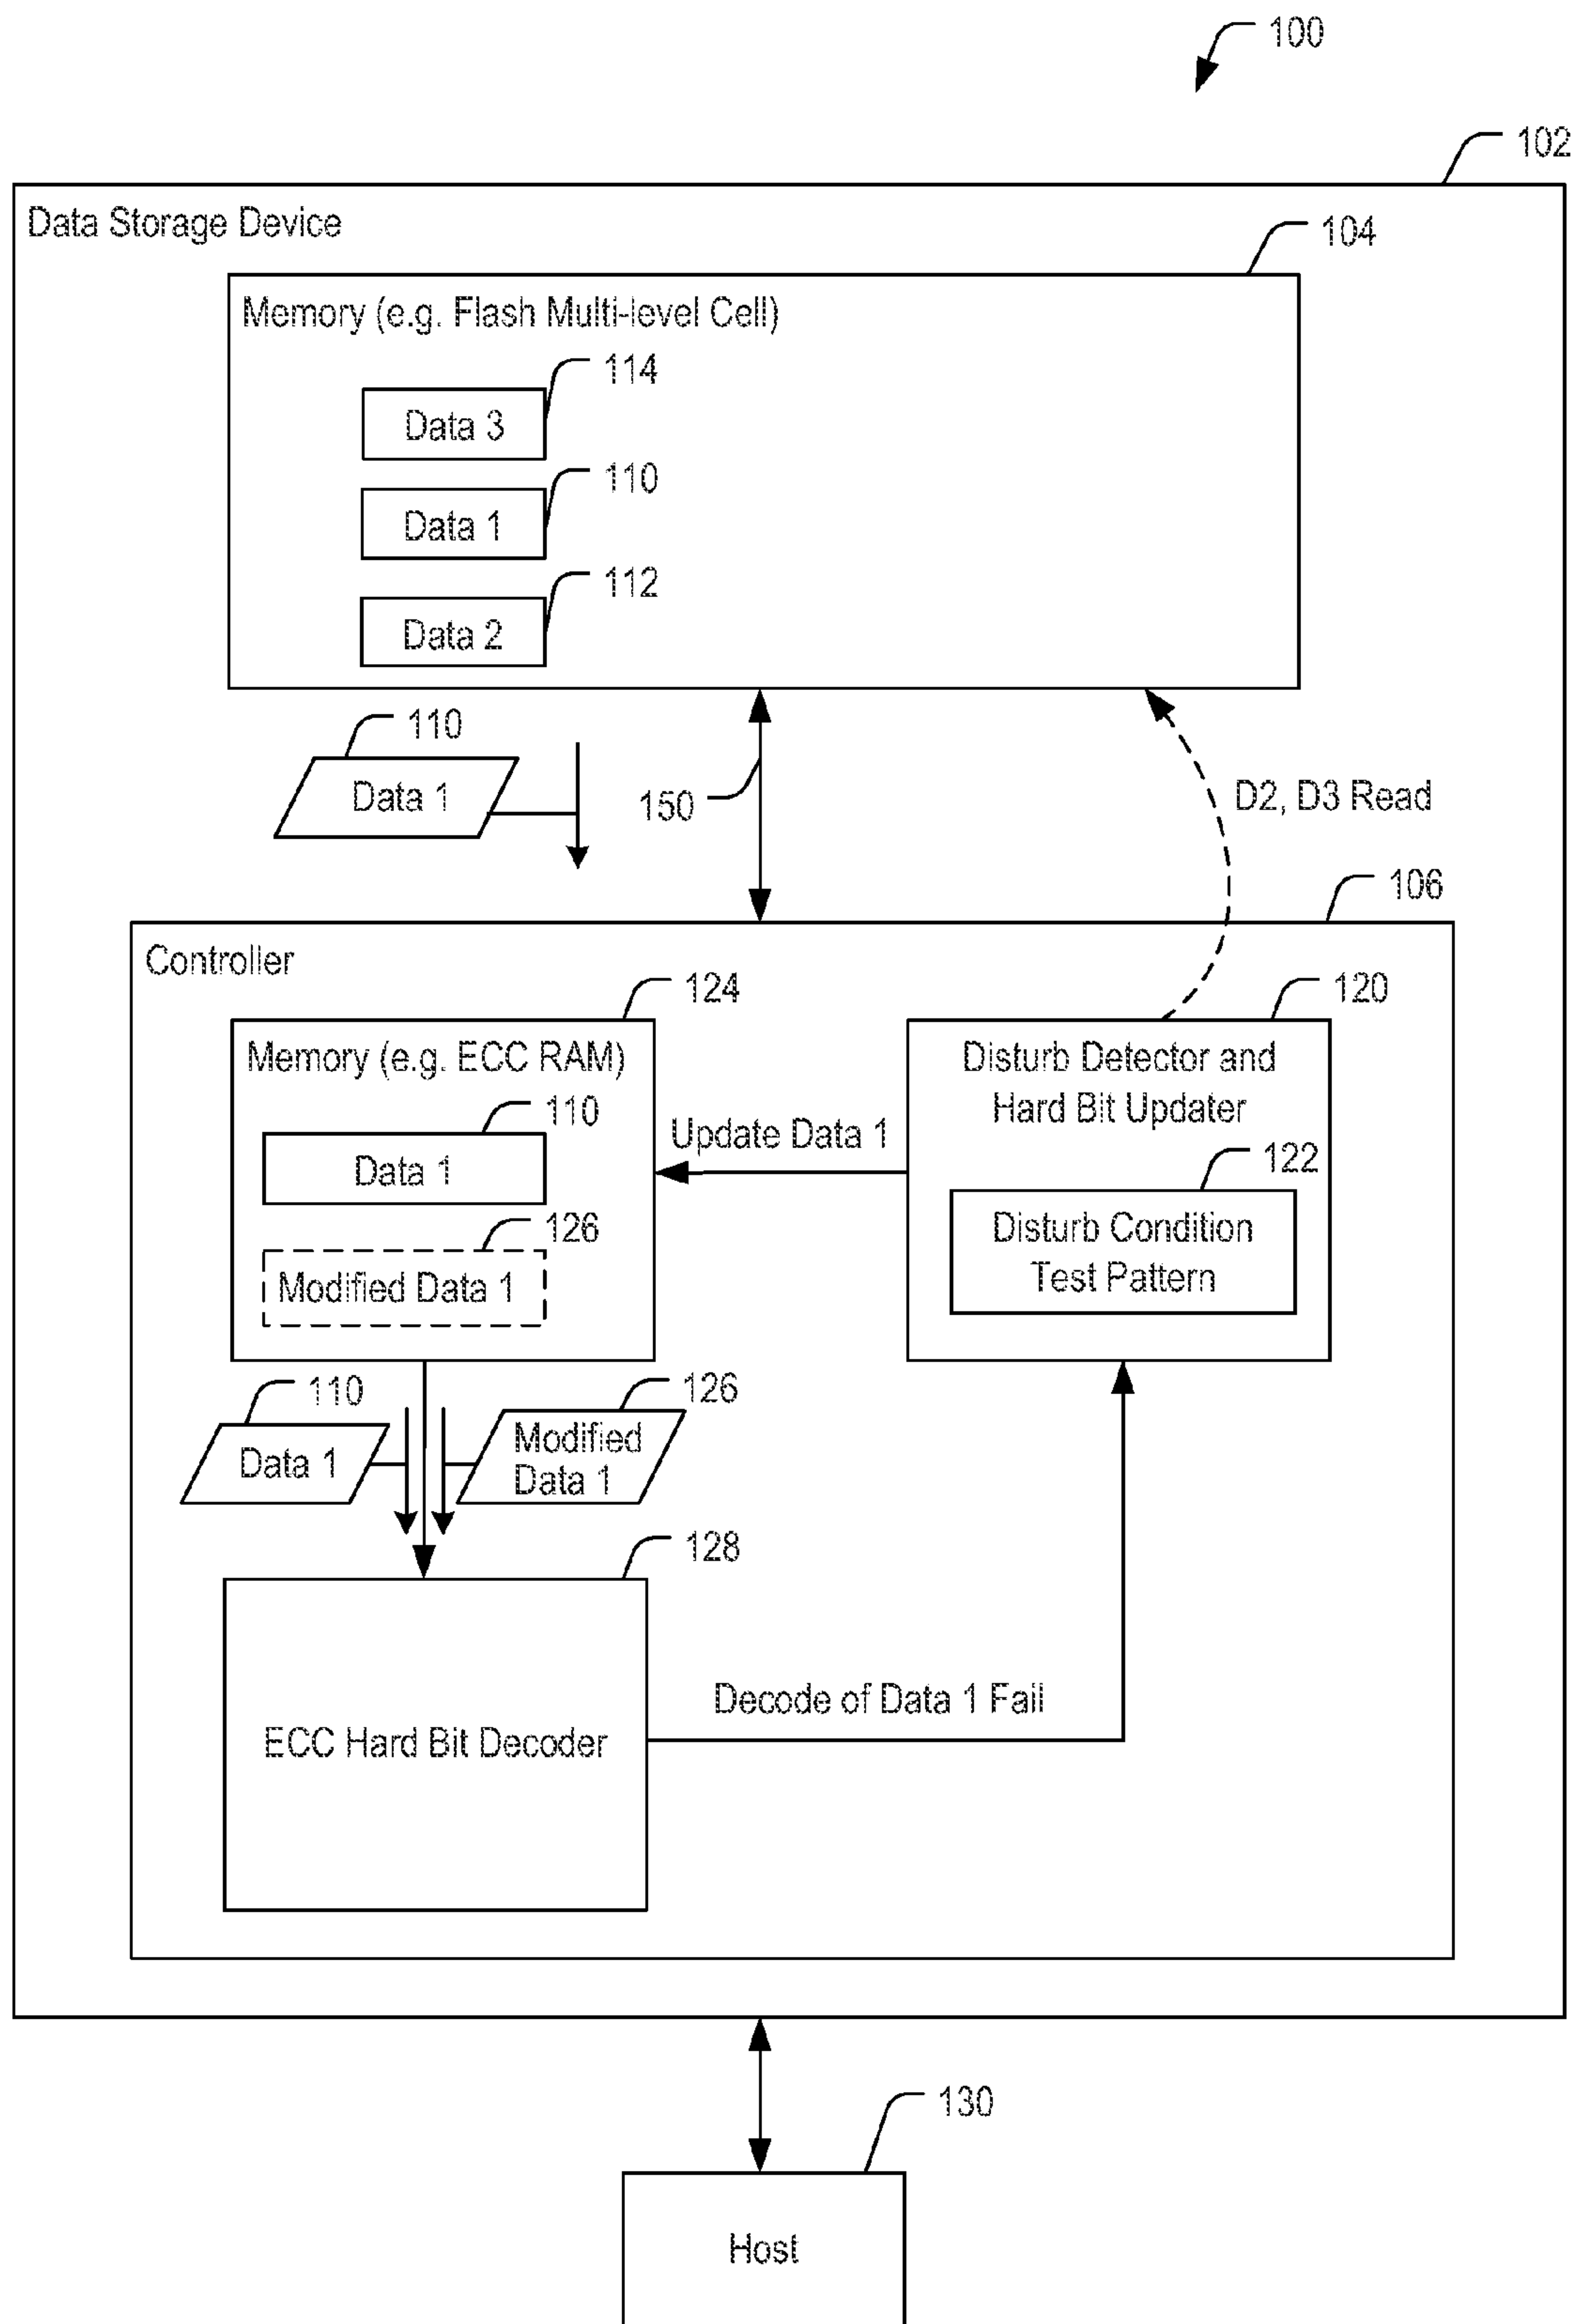 100
102
Data Storage Device
104
Memory (e.g. Flash Multi-level Cell)
114
Data 3
110
Data 1
112
Data 2
110
Data 1
150
D2, D3 Read
106
Controller
124
120
Memory (e.g. ECC RAM)
Disturb Detector and
Hard Bit Updater
110
Data 1
Update Data 1
122
126
Disturb Condition
Test Pattern
Modified Data 1
110
Data 1
126
Modified
Data 1
128
ECC Hard Bit Decoder
Decode of Data 1 Fail
130
Host